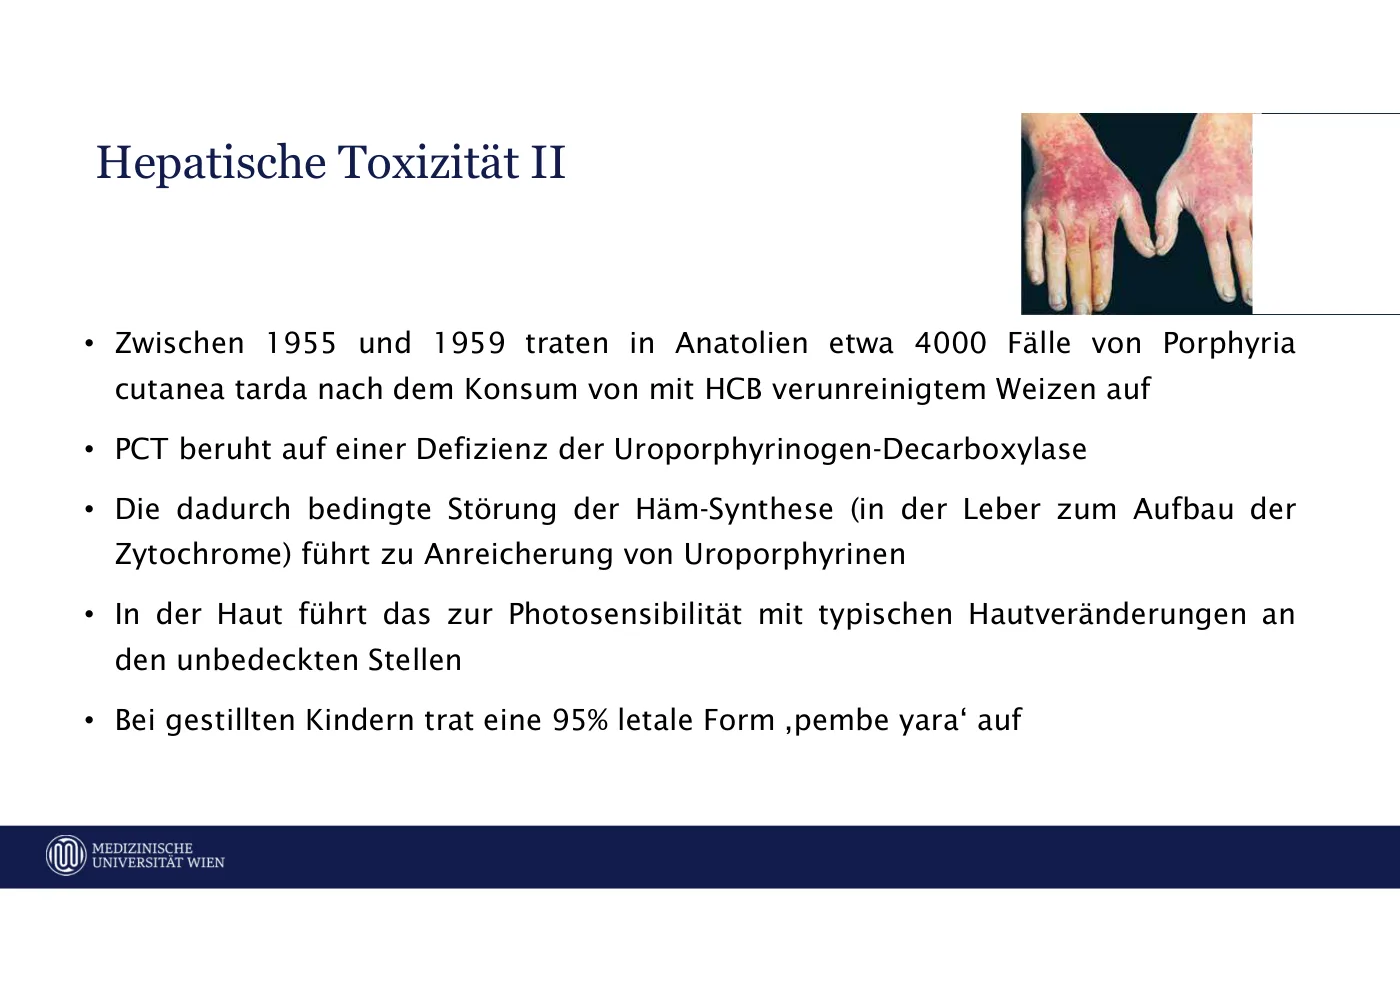 Hepatische Toxizität II
• Zwischen 1955 und 1959 traten in Anatolien etwa 4000 Fälle von Porphyria
cutanea tarda nach dem Konsum von mit HCB verunreinigtem Weizen auf
• PCT beruht auf einer Defizienz der Uroporphyrinogen-Decarboxylase
• Die dadurch bedingte Störung der Häm-Synthese (in der Leber zum Aufbau der
Zytochrome) führt zu Anreicherung von Uroporphyrinen
• In der Haut führt das zur Photosensibilität mit typischen Hautveränderungen an
den unbedeckten Stellen
• Bei gestillten Kindern trat eine 95% letale Form ‚pembe yara‘ auf
MEDIZINISCHE
UNIVERSITÄT WIEN